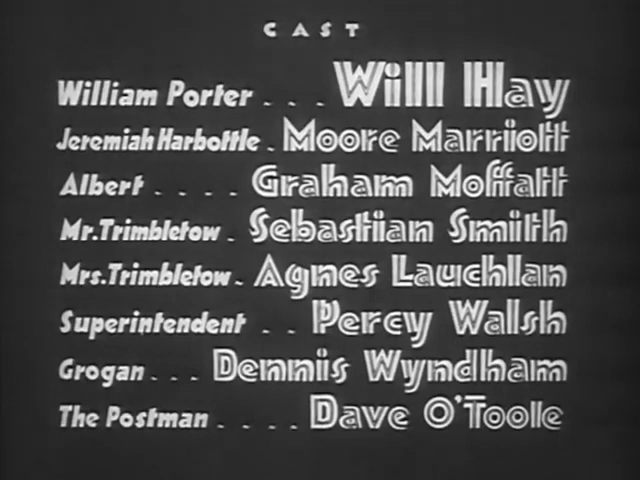 CAST
William Porter . . . Will Hay
Jeremiah Harbottle . Moore Marriott
Albert . . . . Graham Moffatt
Mr. Trimbletow . Sebastian Smith
Mrs. Trimbletow . Agnes Lauchlan
Superintendent . . Percy Walsh
Grogan . . . Dennis Wyndham
The Postman . . . . Dave O'Toole